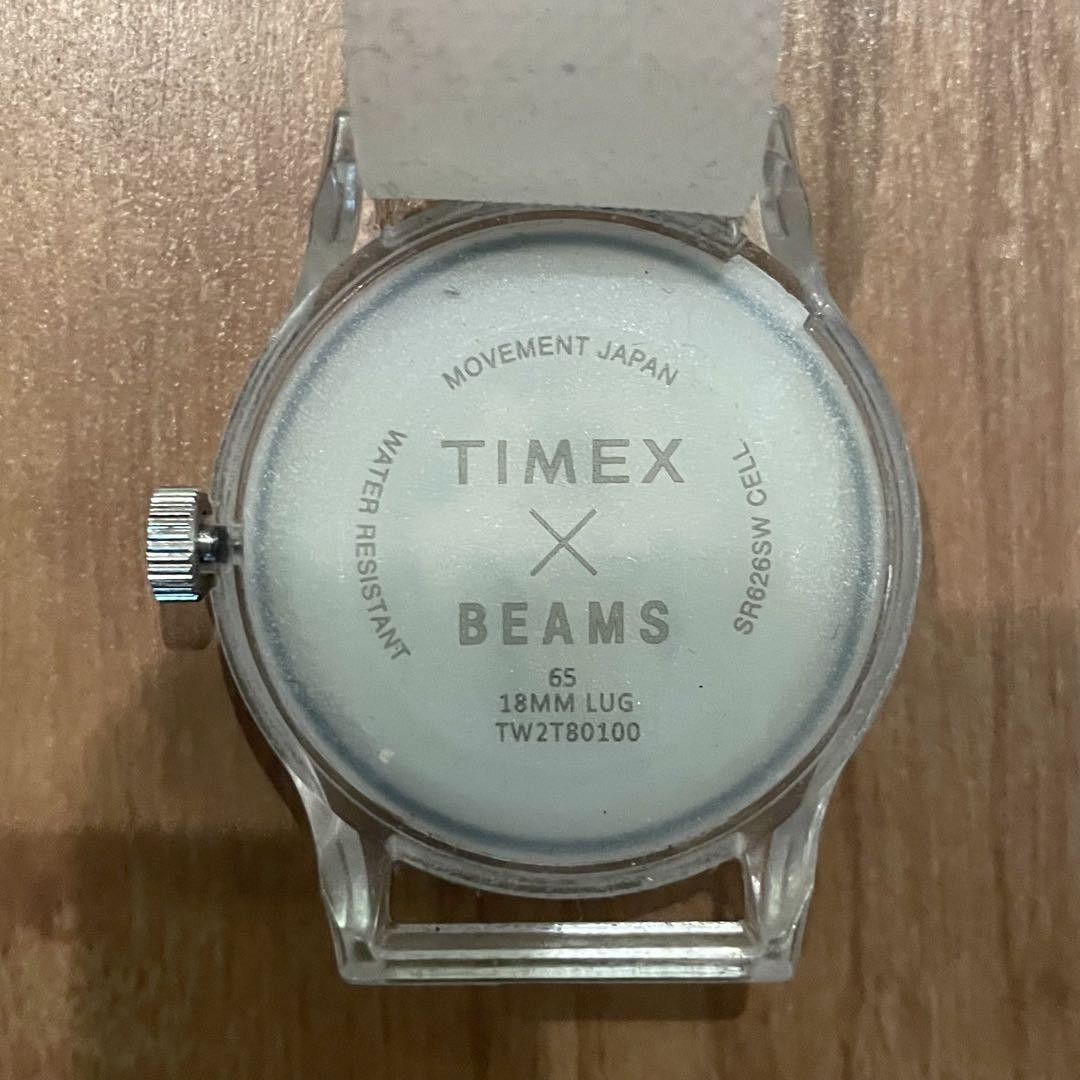 MOVEMENT JAPAN
WATER RESISTANT
TIMEX
X
BEAMS
SR626SW CELL
65
18MM LUG
TW2T80100